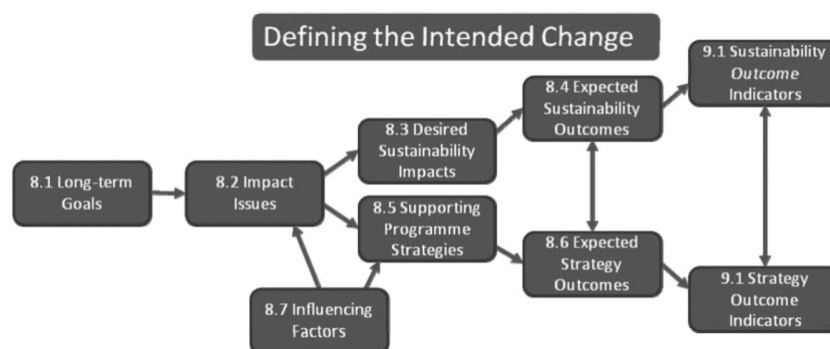 Defining the Intended Change
9.1 Sustainability
Outcome
Indicators
8.4 Expected
Sustainability
Outcomes
8.3 Desired
Sustainability
Impacts
8.1 Long-term
Goals
8.2 Impact
Issues
8.5 Supporting
Programme
Strategies
8.6 Expected
Strategy
Outcomes
9.1 Strategy
Outcome
Indicators
8.7 Influencing
Factors